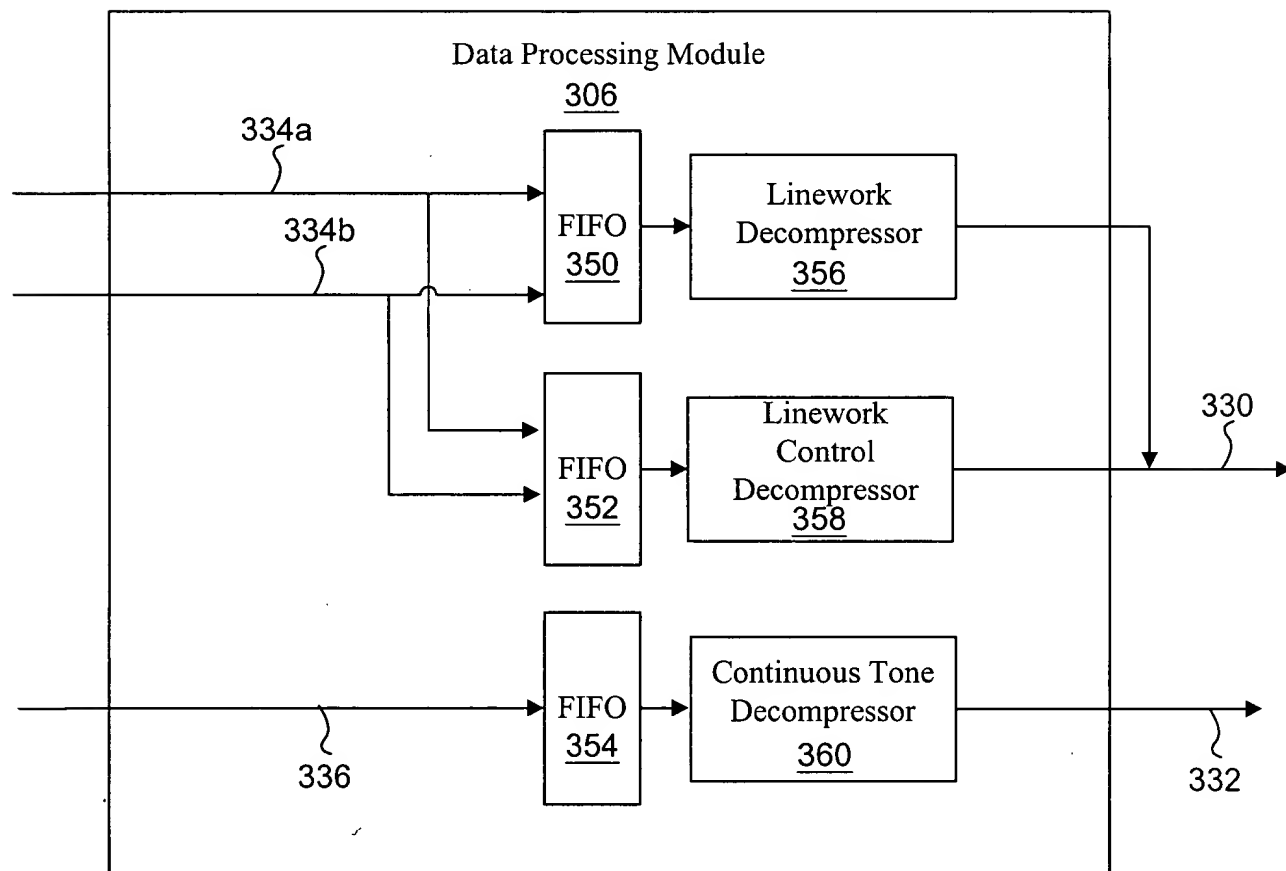 Data Processing Module
306
334a
334b
FIFO
350
Linework
Decompressor
356
FIFO
352
Linework
Control
Decompressor
358
330
336
FIFO
354
Continuous Tone
Decompressor
360
332